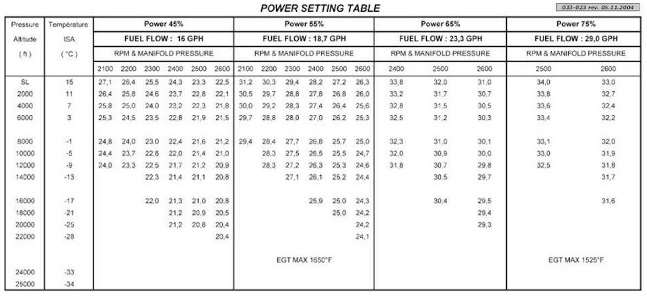 POWER SETTING TABLE
033-023 rev. 05.11.2004
Pressure Température Power 45% Power 55% Power 65% Power 75%
Altitude ISA FUEL FLOW : 16 GPH FUEL FLOW : 18,7 GPH FUEL FLOW : 23,3 GPH FUEL FLOW : 29,0 GPH
( ft ) ( °C ) RPM & MANIFOLD PRESSURE RPM & MANIFOLD PRESSURE RPM & MANIFOLD PRESSURE RPM & MANIFOLD PRESSURE
2100 2200 2300 2400 2500 2600 2100 2200 2300 2400 2500 2600 2400 2500 2600 2500 2600
SL 15 27,1 26,4 25,5 24,3 23,3 22,5 31,2 30,3 29,4 28,2 27,2 26,3 33,8 32,0 31,0 34,0 33,0
2000 11 26,4 25,8 24,6 23,7 22,8 22,1 30,5 29,7 28,8 27,8 26,8 26,0 33,2 31,7 30,7 33,8 32,7
4000 7 25,8 25,0 24,0 23,2 22,3 21,8 30,0 29,2 28,3 27,4 26,4 25,6 32,8 31,5 30,5 33,6 32,4
6000 3 25,3 24,5 23,5 22,8 21,9 21,5 29,7 28,8 28,0 27,0 26,2 25,3 32,5 31,2 30,3 33,4 32,2
8000 -1 24,8 24,0 23,0 22,4 21,6 21,2 29,4 28,4 27,7 26,8 25,7 25,0 32,3 31,0 30,1 33,1 32,0
10000 -5 24,4 23,7 22,8 22,0 21,4 21,0 28,3 27,5 26,5 25,5 24,7 32,0 30,9 30,0 33,0 31,9
12000 -9 24,0 23,3 22,5 21,7 21,2 20,9 28,3 27,2 26,3 25,3 24,6 31,8 30,7 29,8 32,5 31,8
14000 -13 22,3 21,4 21,1 20,8 27,1 26,1 25,2 24,4 30,5 29,7 31,7
16000 -17 22,0 21,3 21,0 20,8 25,9 25,0 24,3 30,4 29,5 31,6
18000 -21 21,2 20,9 20,5 25,0 24,2 29,4
20000 -25 21,2 20,8 20,4 24,2 29,3
22000 -28 20,4 24,1
EGT MAX 1650°F EGT MAX 1525°F
24000 -33
25000 -34